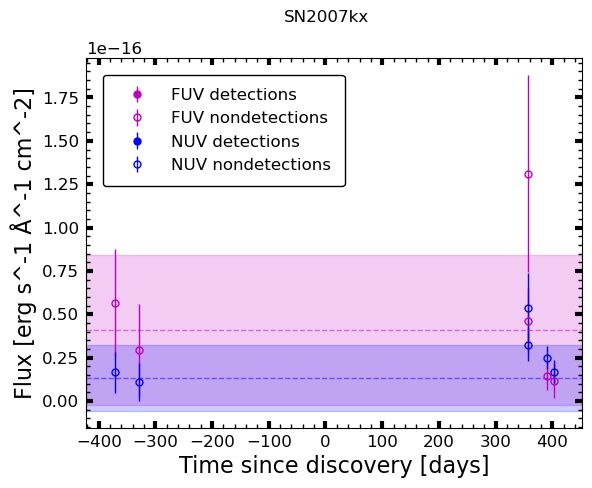 SN2007kx
1e−16
FUV detections
FUV nondetections
NUV detections
NUV nondetections
1.75
1.50
1.25
1.00
0.75
0.50
0.25
0.00
Flux [erg s^-1 Å^-1 cm^-2]
−400 −300 −200 −100 0 100 200 300 400
Time since discovery [days]